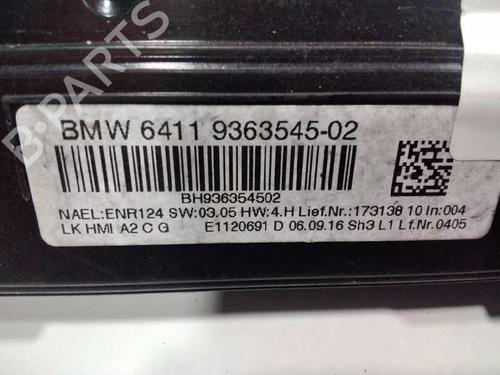 B-PARTS
BMW 6411 9363545-02
BH936354502
NAEL:ENR124 SW:03.05 HW:4.H Lief.Nr.:173138 10 In:004
LK HMI A2 C G E1120691 D 06.09.16 Sh3 L1 Lf.Nr.0405